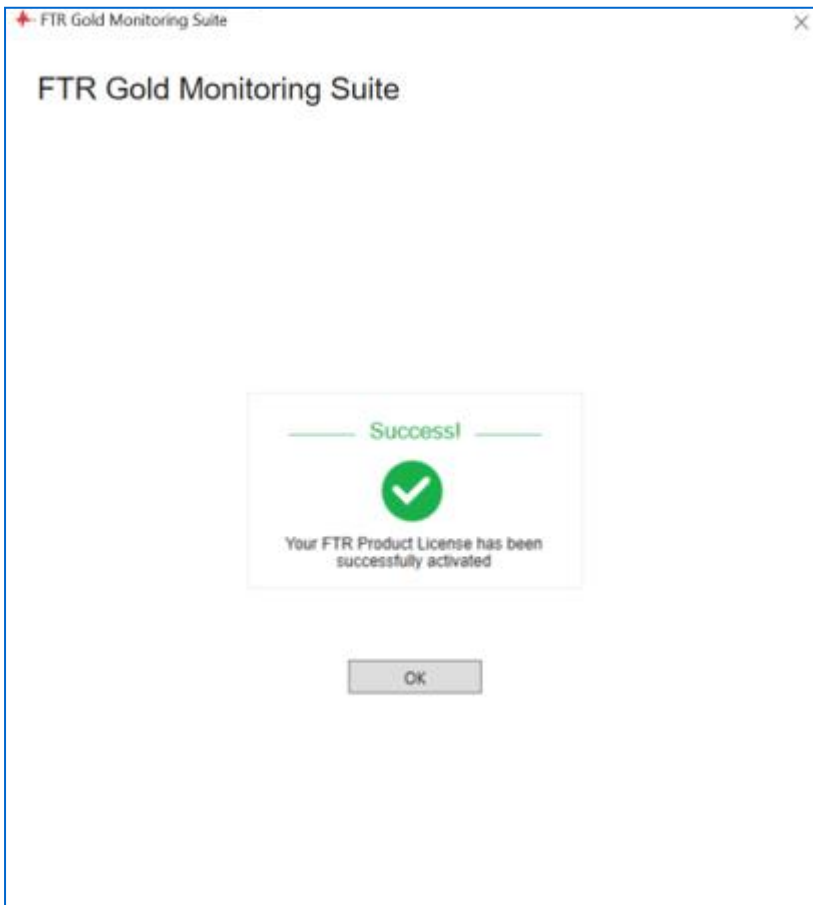 FTR Gold Monitoring Suite
FTR Gold Monitoring Suite
Success!
Your FTR Product License has been
successfully activated
OK